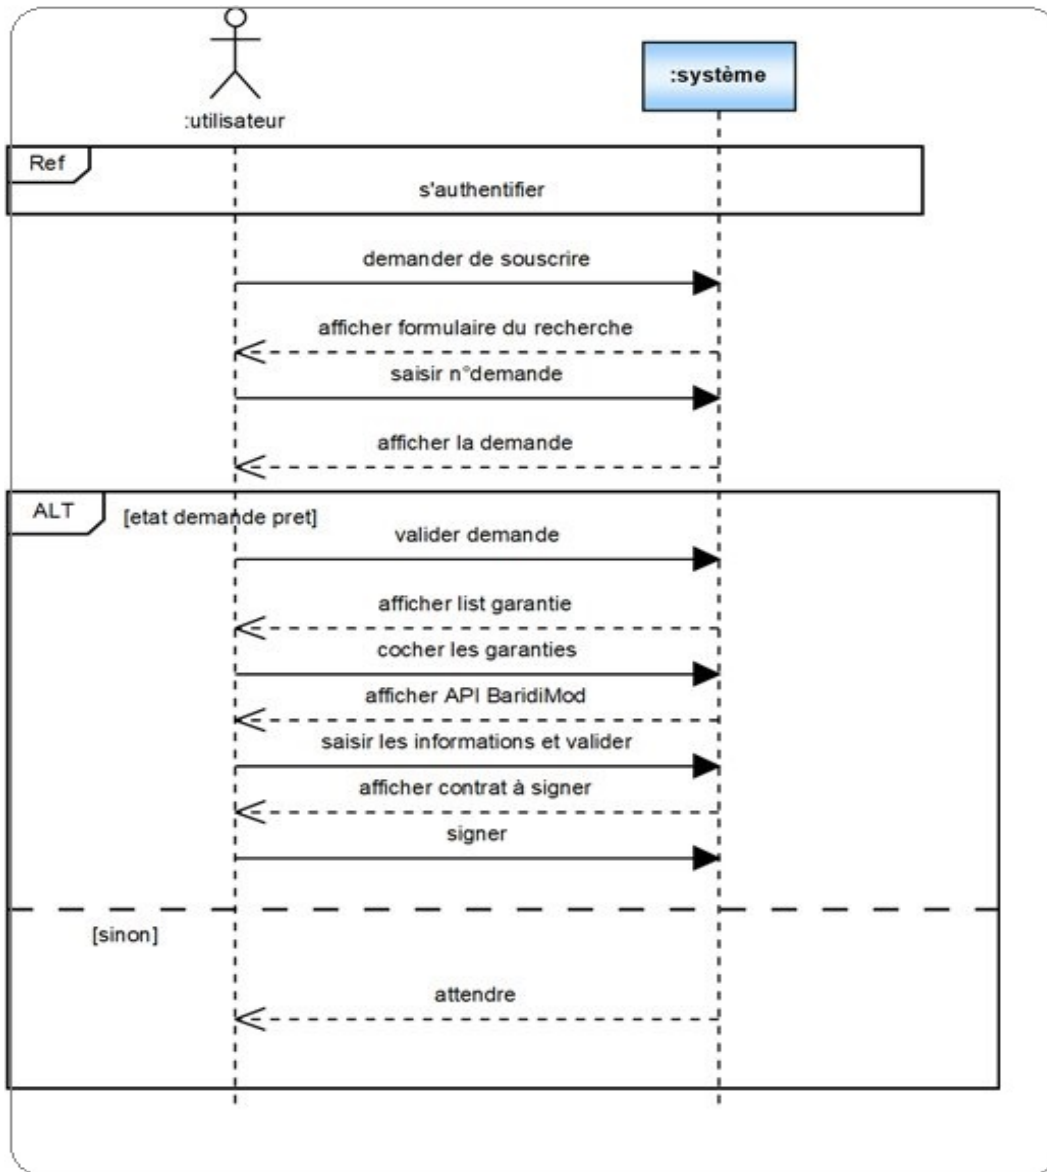 :système
:utilisateur
Ref
s'authentifier
demander de souscrire
afficher formulaire du recherche
saisir n°demande
afficher la demande
ALT
[etat demande pret]
valider demande
afficher list garantie
cocher les garanties
afficher API BaridiMod
saisir les informations et valider
afficher contrat à signer
signer
[sinon]
attendre